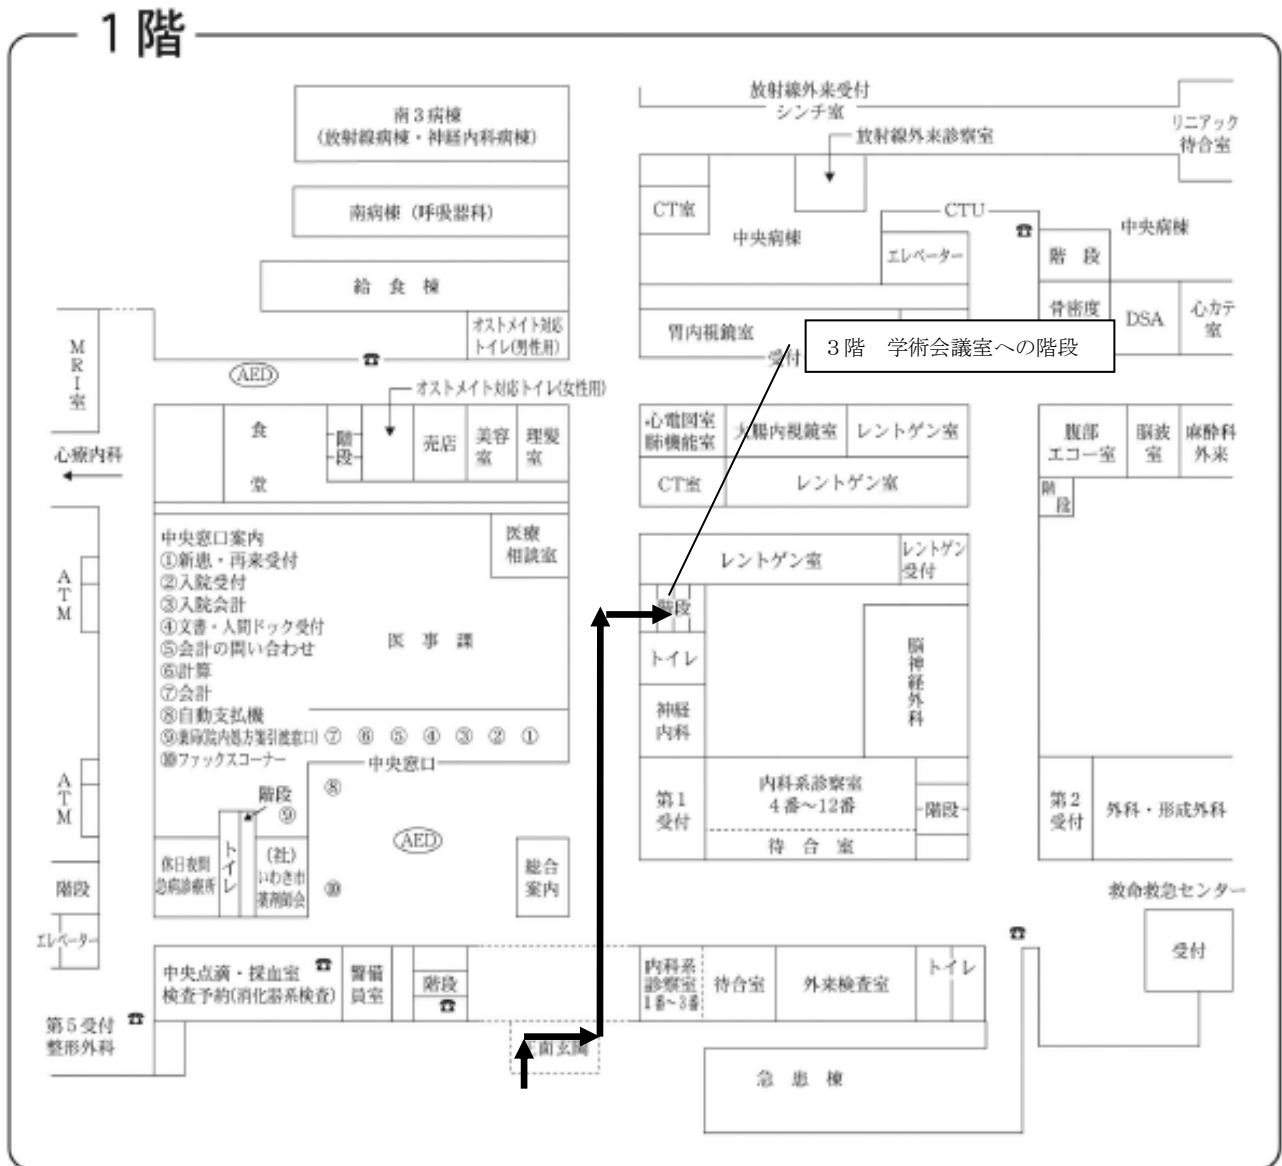 1階
放射線外来受付
シンチ室
リニアック
待合室
南3病棟
(放射線病棟・神経内科病棟)
放射線外来診察室
南病棟(呼吸器科)
CT室
中央病棟
CTU
☎
中央病棟
エレベーター
階 段
給 食 棟
骨密度
DSA
心カテ
室
MRI室
オストメイト対応
トイレ(男性用)
胃内視鏡室
受付
3階 学術会議室への階段
☎
AED
オストメイト対応トイレ(女性用)
食
堂
階段
売店
美容
室
理髪
室
心電図室
肺機能室
大腸内視鏡室
レントゲン室
腹部
エコー室
脳波
室
麻酔科
外来
心療内科
CT室
レントゲン室
階
段
中央窓口案内
①新患・再来受付
②入院受付
③入院会計
④文書・人間ドック受付
⑤会計の問い合わせ
⑥計算
⑦会計
⑧自動支払機
⑨薬局(院内処方箋引渡窓口)
⑩ファックスコーナー
医療
相談室
レントゲン室
レントゲン
受付
ATM
階段
医 事 課
トイレ
脳神経外科
神経
内科
⑦ ⑥ ⑤ ④ ③ ② ①
中央窓口
ATM
⑧
階段
⑨
第1
受付
内科系診察室
4番~12番
階段
待 合 室
第2
受付
外科・形成外科
AED
休日夜間
急病診療所
トイレ
(社)
いわき市
薬剤師会
⑩
総合
案内
階段
救命救急センター
エレベーター
☎
受付
中央点滴・採血室 ☎
検査予約(消化器系検査)
警備
員室
階段
☎
内科系
診察室
1番~3番
待合室
外来検査室
トイレ
第5受付 ☎
整形外科
面玄関
急 患 棟